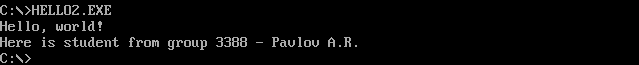 C:\>HELLO2.EXE
Hello, world!
Here is student from group 3388 - Pavlov A.R.
C:\>